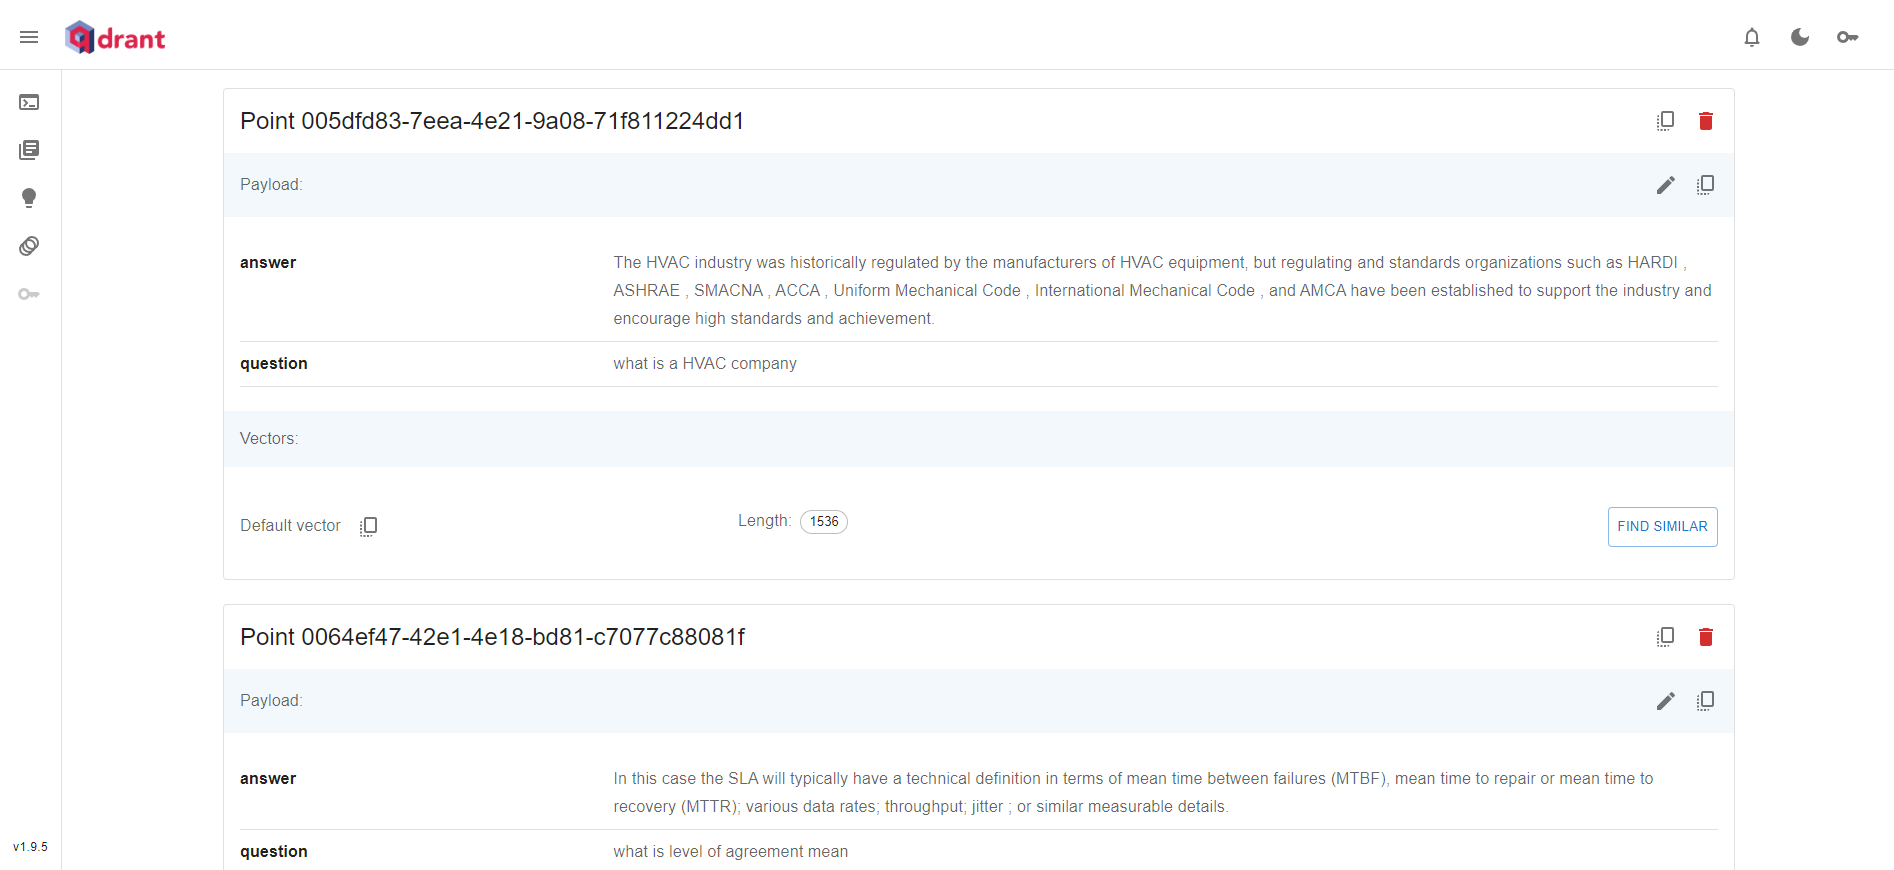 qdrant
Point 005dfd83-7eea-4e21-9a08-71f811224dd1
Payload:
answer
The HVAC industry was historically regulated by the manufacturers of HVAC equipment, but regulating and standards organizations such as HARDI ,
ASHRAE , SMACNA , ACCA , Uniform Mechanical Code , International Mechanical Code , and AMCA have been established to support the industry and
encourage high standards and achievement.
question
what is a HVAC company
Vectors:
Default vector
Length: 1536
FIND SIMILAR
Point 0064ef47-42e1-4e18-bd81-c7077c88081f
Payload:
answer
In this case the SLA will typically have a technical definition in terms of mean time between failures (MTBF), mean time to repair or mean time to
recovery (MTTR); various data rates; throughput; jitter ; or similar measurable details.
question
what is level of agreement mean
v1.9.5